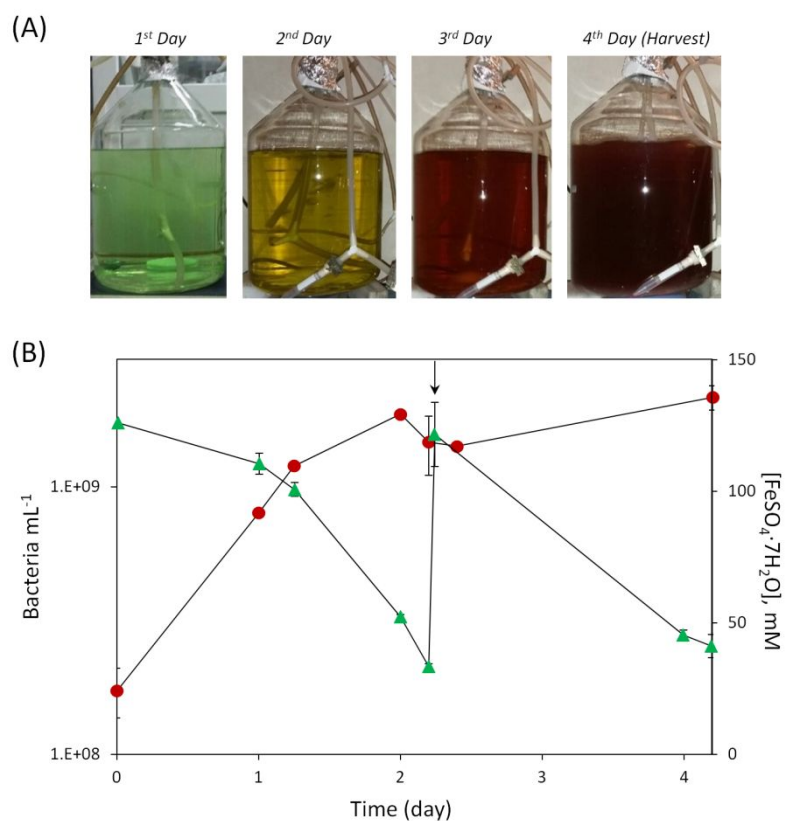 (A)
1st Day 2nd Day 3rd Day 4th Day (Harvest)
(B)
150
1.E+09
100
Bacteria mL-1
[FeSO4·7H2O], mM
50
1.E+08
0
0 1 2 3 4
Time (day)